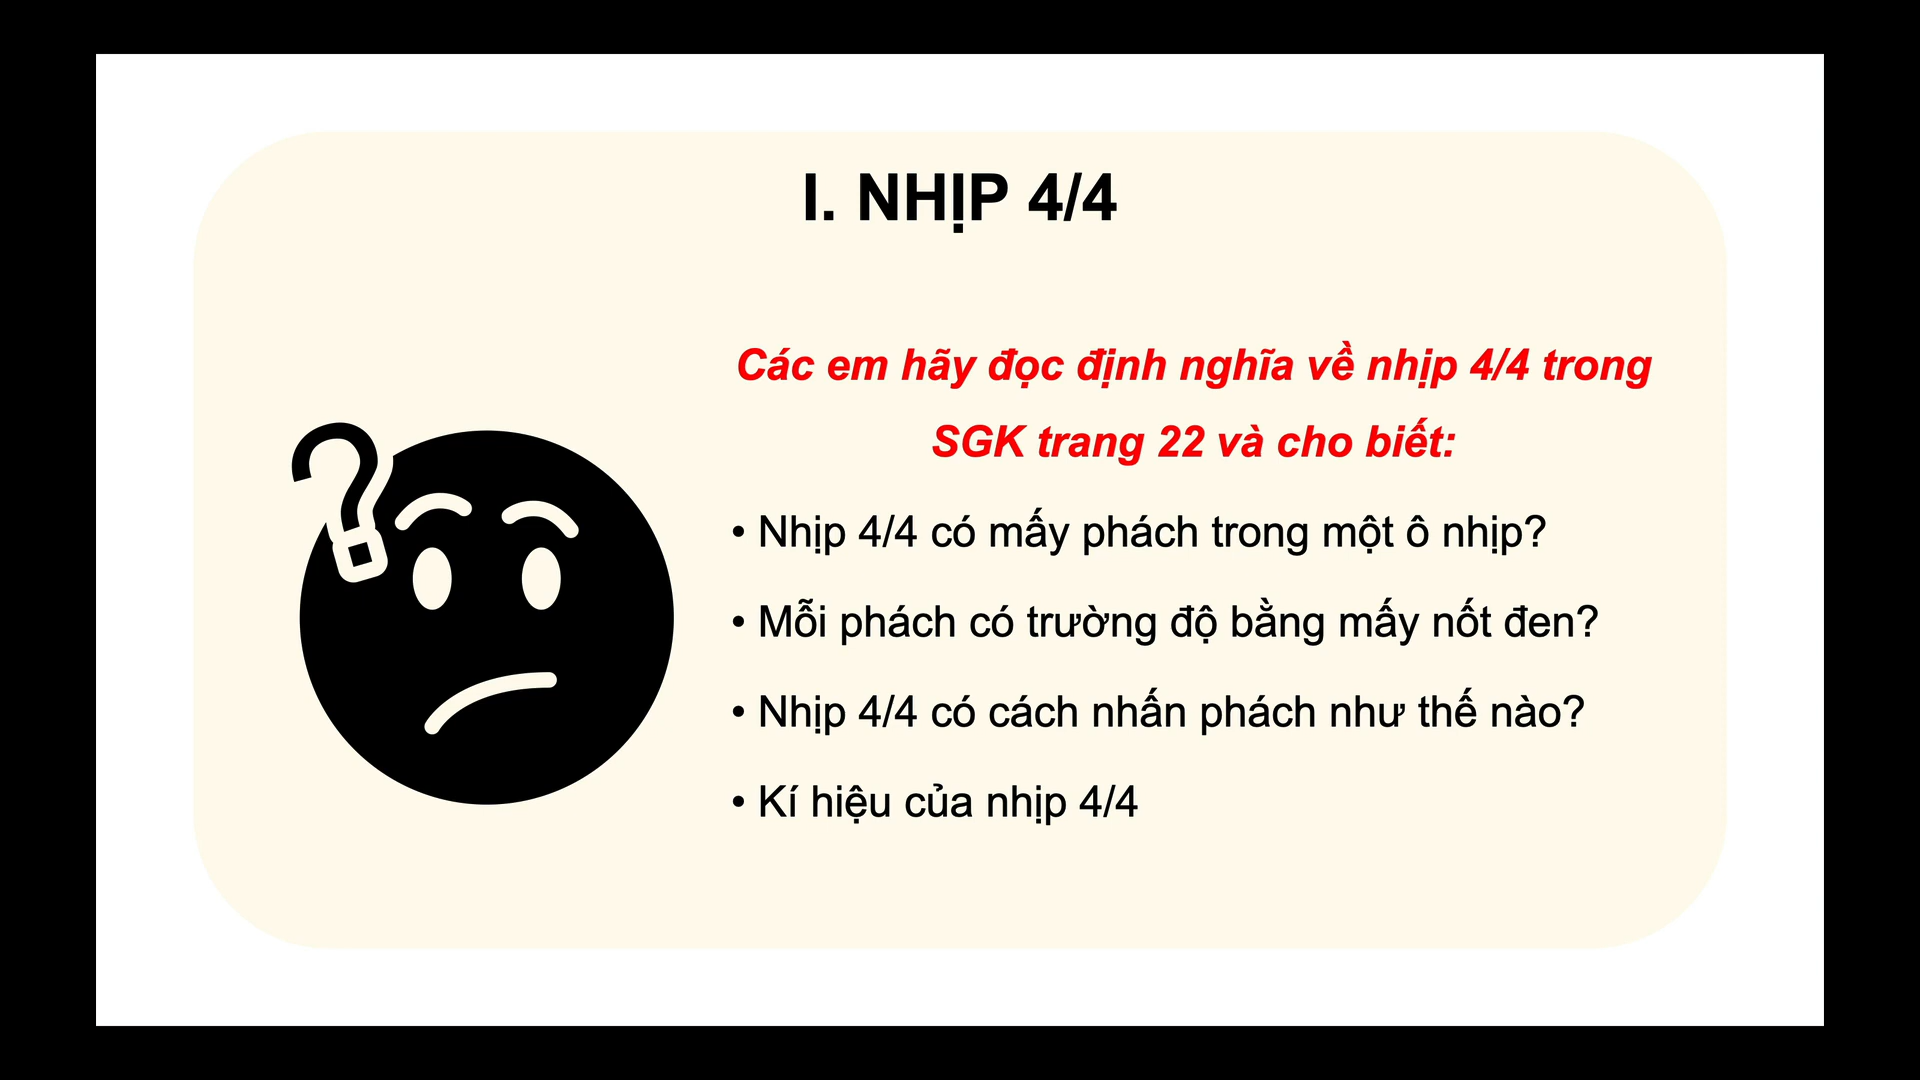 I. NHỊP 4/4
Các em hãy đọc định nghĩa về nhịp 4/4 trong
SGK trang 22 và cho biết:
• Nhịp 4/4 có mấy phách trong một ô nhịp?
• Mỗi phách có trường độ bằng mấy nốt đen?
• Nhịp 4/4 có cách nhấn phách như thế nào?
• Kí hiệu của nhịp 4/4